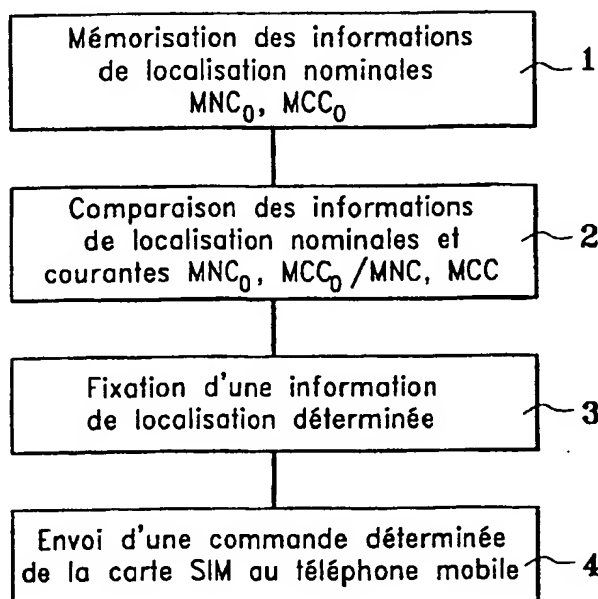 Mémorisation des informations
de localisation nominales
MNC₀, MCC₀
1
Comparaison des informations
de localisation nominales et
courantes MNC₀, MCC₀/MNC, MCC
2
Fixation d'une information
de localisation déterminée
3
Envoi d'une commande déterminée
de la carte SIM au téléphone mobile
4